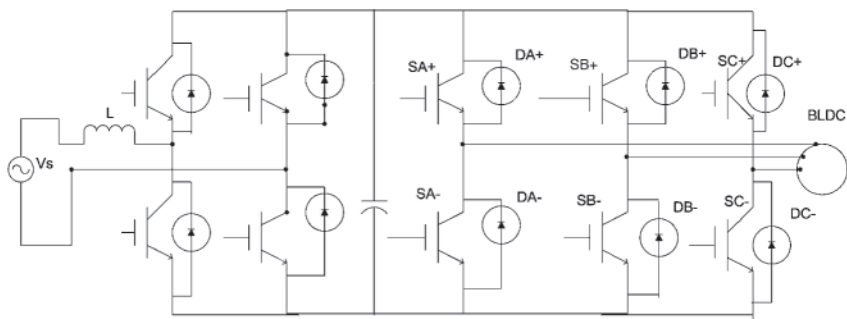 SA+ DA+ SB+ DB+ SC+ DC+
BLDC
L
Vs
SA- DA- SB- DB- SC- DC-